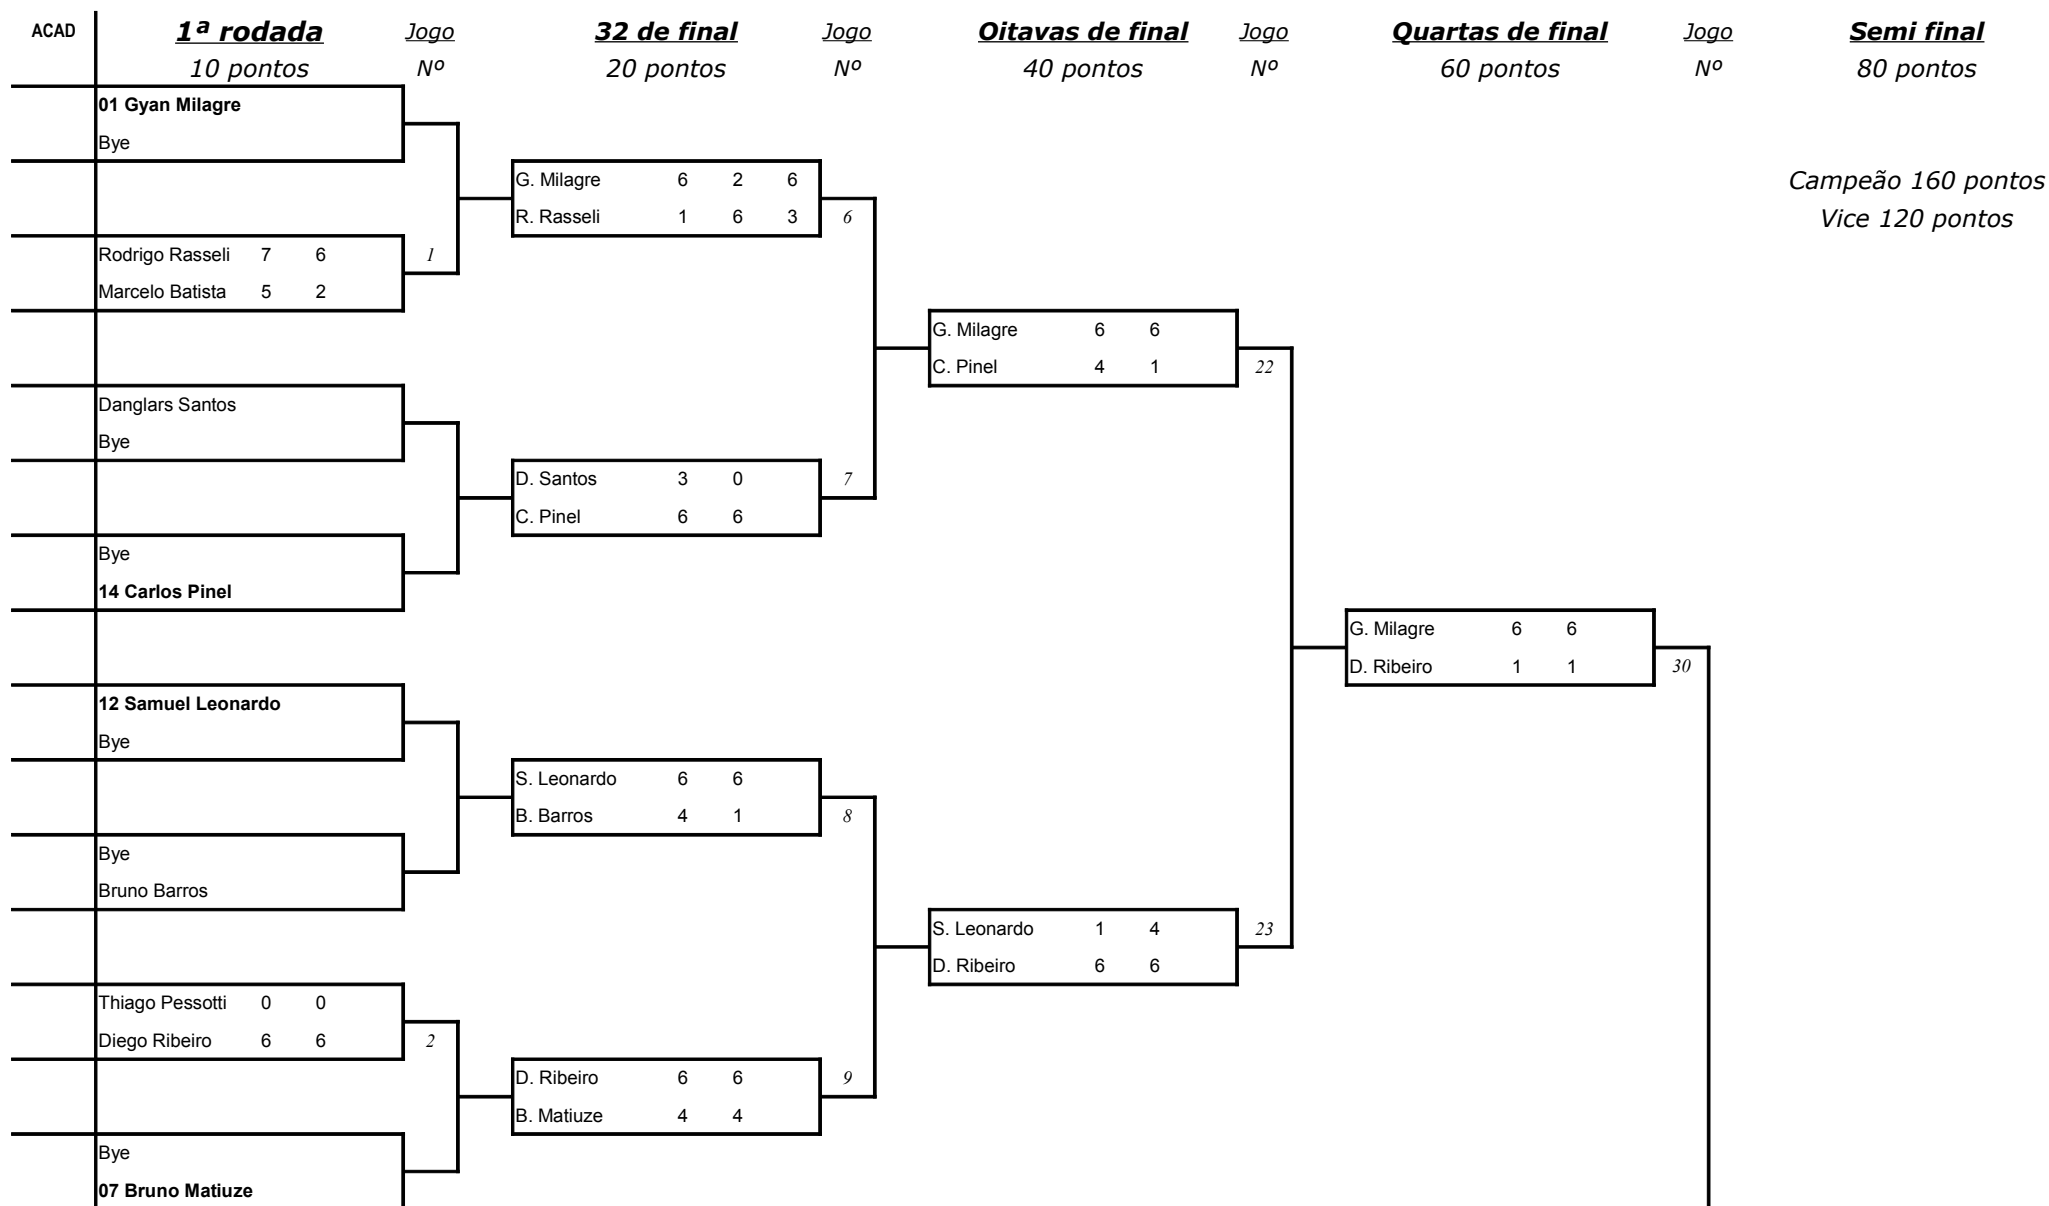 ACAD 1ª rodada Jogo 32 de final Jogo Oitavas de final Jogo Quartas de final Jogo Semi final
10 pontos Nº 20 pontos Nº 40 pontos Nº 60 pontos Nº 80 pontos
01 Gyan Milagre
Bye
G. Milagre 6 2 6
Campeão 160 pontos
R. Rasseli 1 6 3 6
Vice 120 pontos
Rodrigo Rasseli 7 6 1
Marcelo Batista 5 2
G. Milagre 6 6
C. Pinel 4 1 22
Danglars Santos
Bye
D. Santos 3 0 7
C. Pinel 6 6
Bye
14 Carlos Pinel
G. Milagre 6 6
D. Ribeiro 1 1 30
12 Samuel Leonardo
Bye
S. Leonardo 6 6
B. Barros 4 1 8
Bye
Bruno Barros
S. Leonardo 1 4 23
D. Ribeiro 6 6
Thiago Pessotti 0 0
Diego Ribeiro 6 6 2
D. Ribeiro 6 6 9
B. Matiuze 4 4
Bye
07 Bruno Matiuze